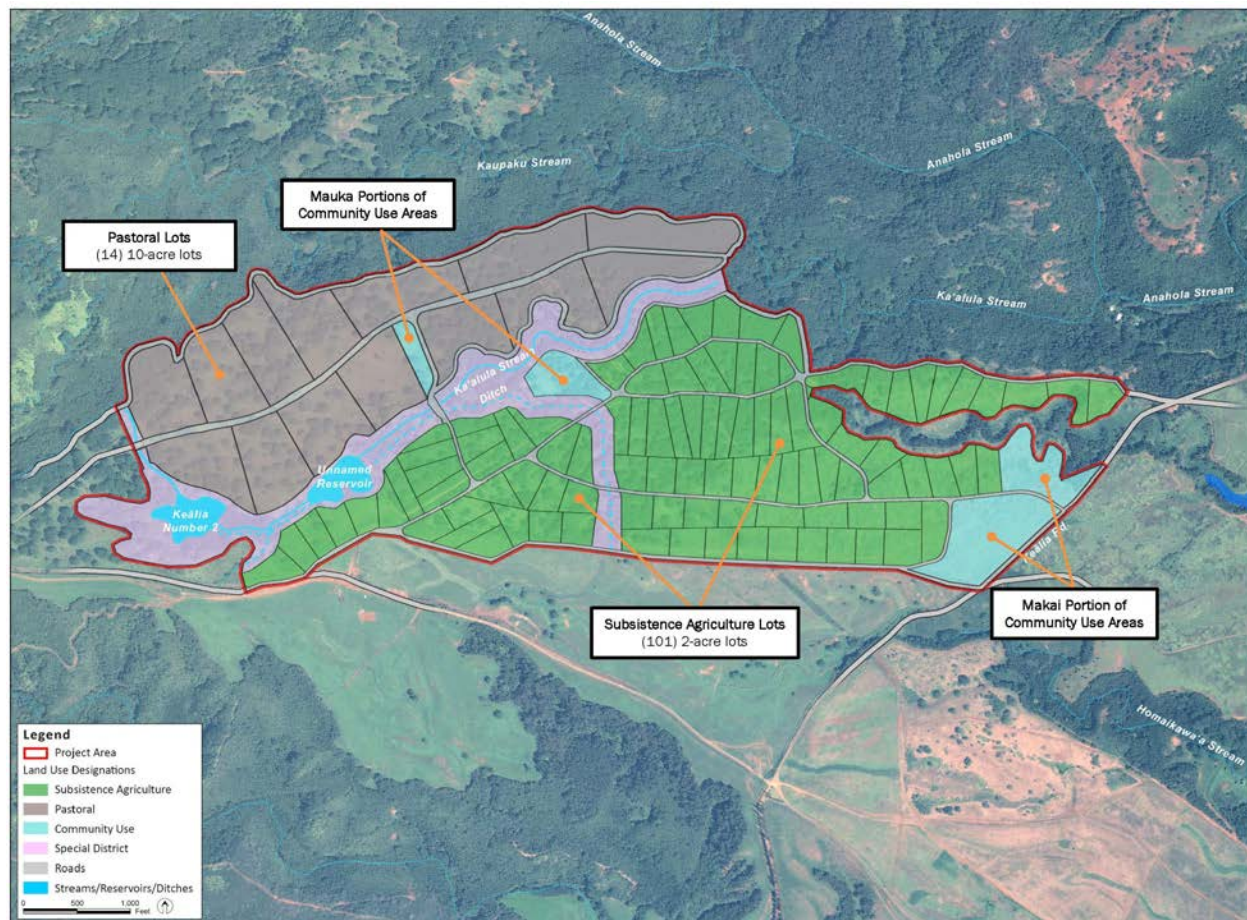 Anahola Stream
Kaupaku Stream
Anahola Stream
Mauka Portions of
Community Use Areas
Pastoral Lots
(14) 10-acre lots
Ka'alula Stream
Anahola Stream
Ka'alula Stream
Ditch
Unnamed
Reservoir
Keālia
Number 2
Keālia Rd
Subsistence Agriculture Lots
(101) 2-acre lots
Makai Portion of
Community Use Areas
Homaikawa'a Stream
Legend
Project Area
Land Use Designations
Subsistence Agriculture
Pastoral
Community Use
Special District
Roads
Streams/Reservoirs/Ditches
0 500 1,000
Feet